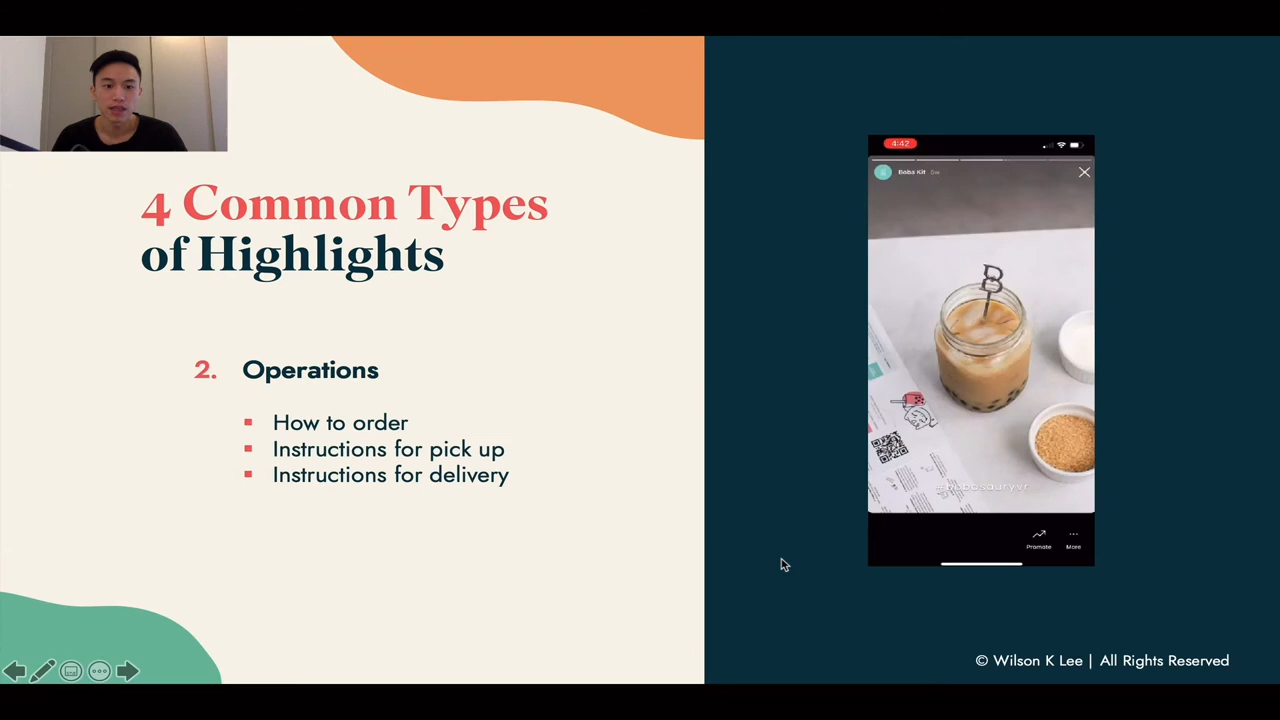 4 Common Types
of Highlights
2. Operations
How to order
Instructions for pick up
Instructions for delivery
4:42
Boba Kit
B
Promote
More
© Wilson K Lee | All Rights Reserved